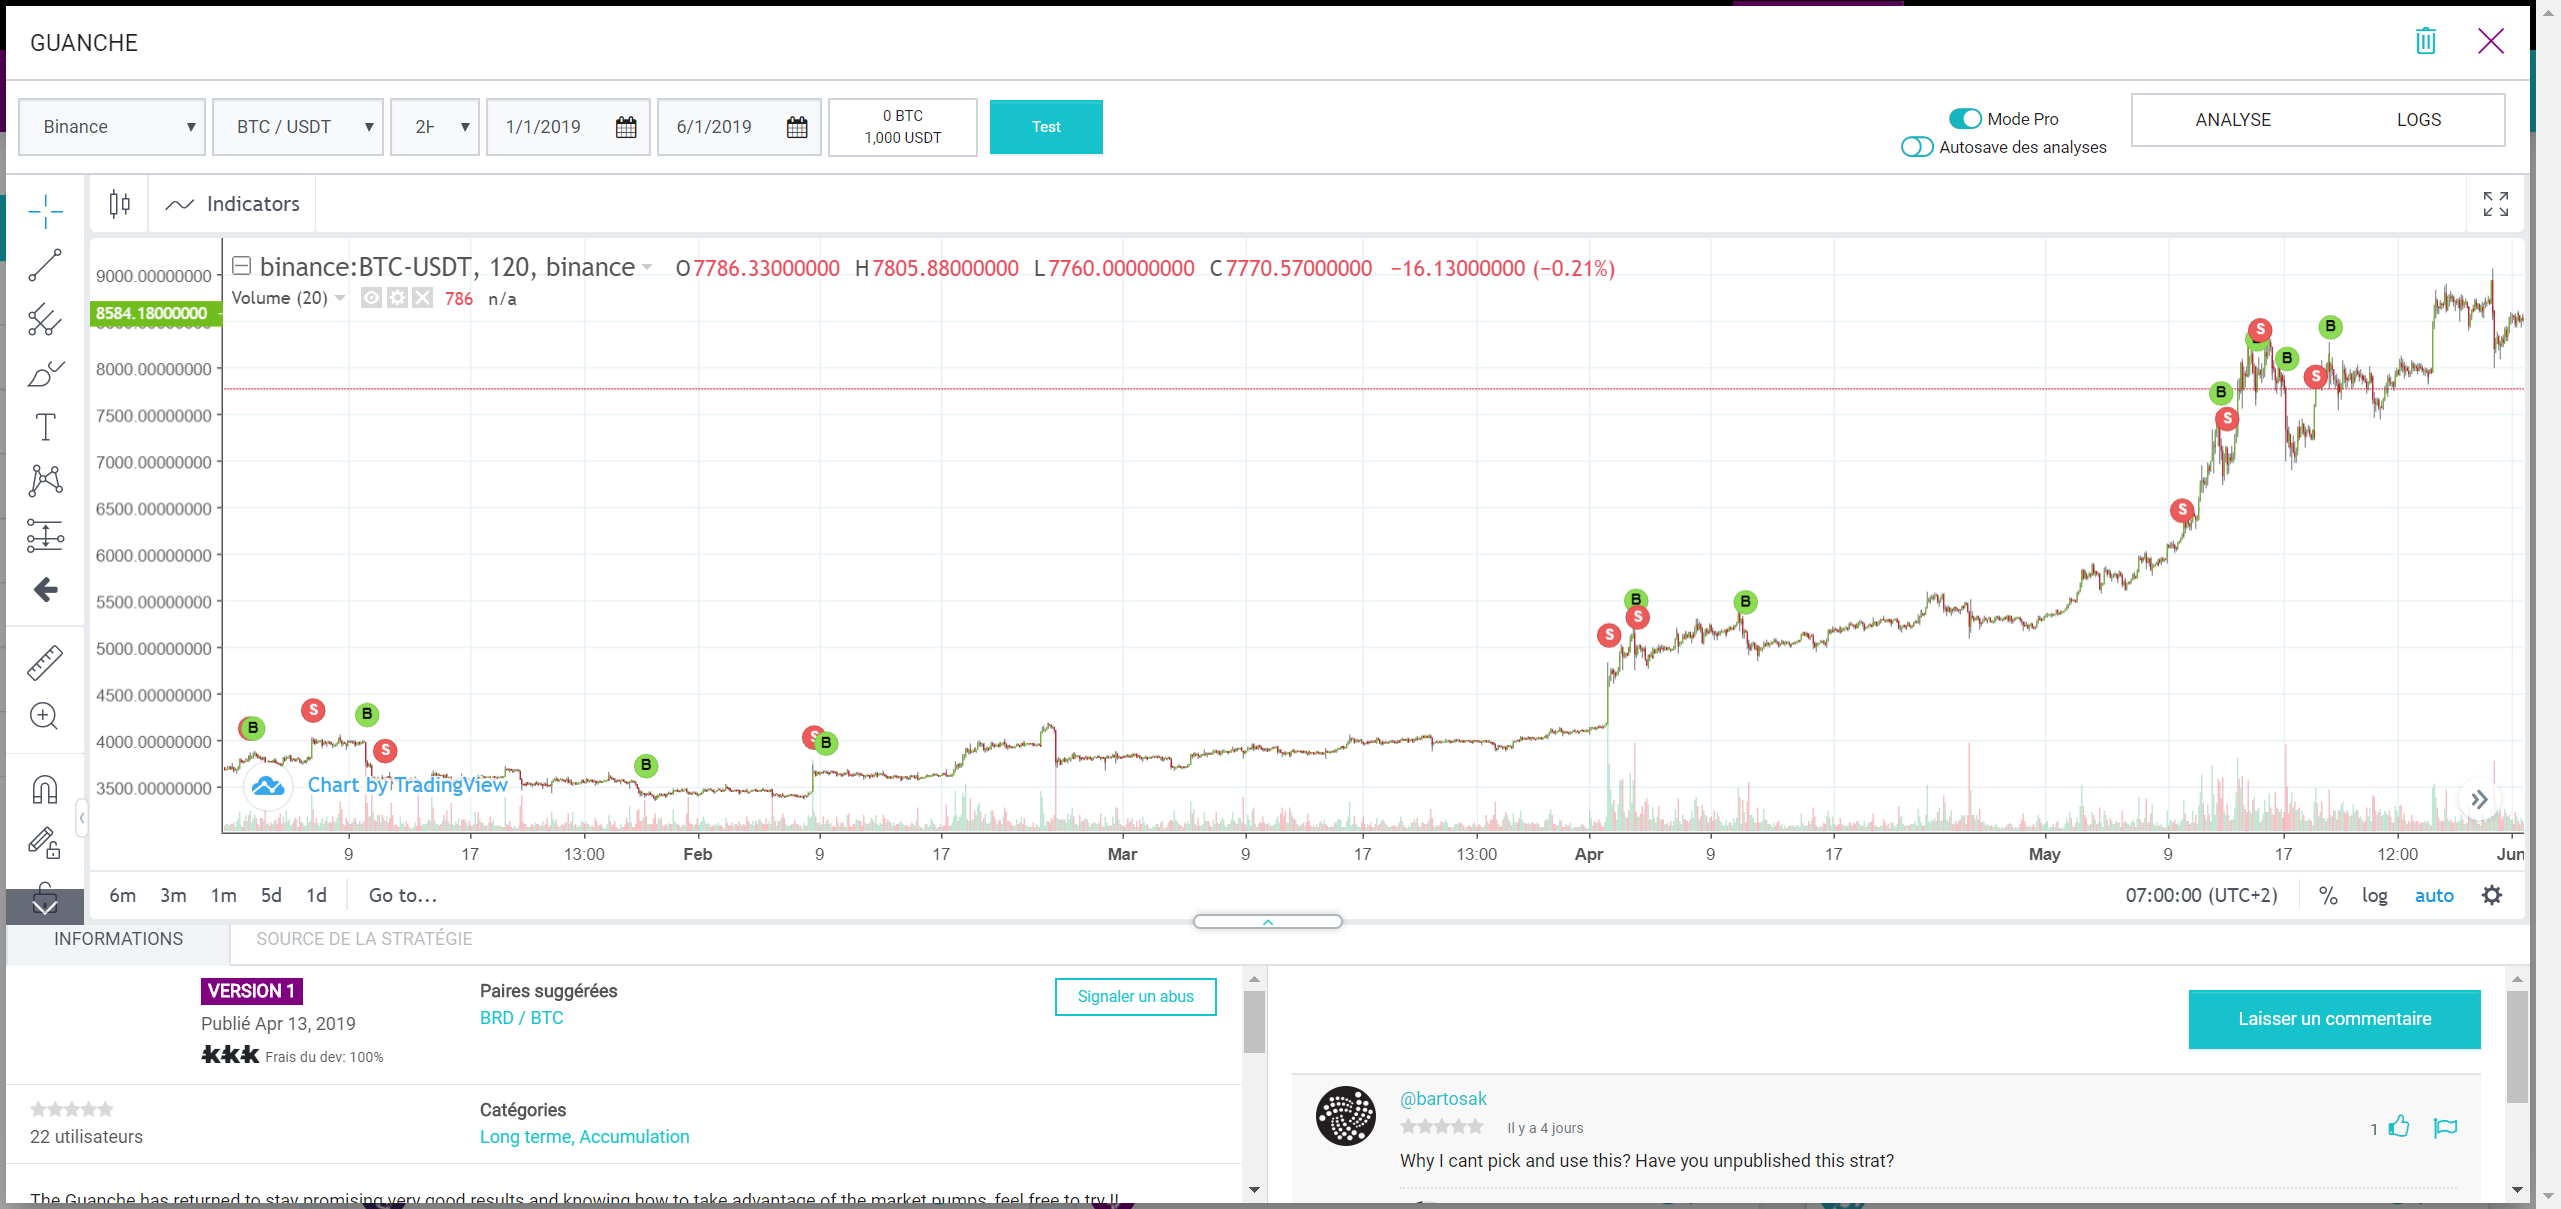 GUANCHE
Binance ▾ BTC / USDT ▾ 2H ▾ 1/1/2019 6/1/2019
0 BTC
1,000 USDT
Test
Mode Pro
Autosave des analyses
ANALYSE LOGS
Indicators
binance:BTC-USDT, 120, binance O7786.33000000 H7805.88000000 L7760.00000000 C7770.57000000 −16.13000000 (−0.21%)
Volume (20) 786 n/a
9000.00000000
8584.18000000
8000.00000000
7500.00000000
7000.00000000
6500.00000000
6000.00000000
5500.00000000
5000.00000000
4500.00000000
4000.00000000
3500.00000000
B S B S B S B S B S B S B S B S B S B
Chart by TradingView
9 17 13:00 Feb 9 17 Mar 9 17 13:00 Apr 9 17 May 9 17 12:00 Jun
6m 3m 1m 5d 1d Go to... 07:00:00 (UTC+2) % log auto
INFORMATIONS SOURCE DE LA STRATÉGIE
VERSION 1
Publié Apr 13, 2019
Frais du dev: 100%
Paires suggérées
BRD / BTC
Signaler un abus
22 utilisateurs
Catégories
Long terme, Accumulation
The Guanche has returned to stay promising very good results and knowing how to take advantage of the market pumps, feel free to try !!
Laisser un commentaire
@bartosak
Il y a 4 jours
1
Why I cant pick and use this? Have you unpublished this strat?